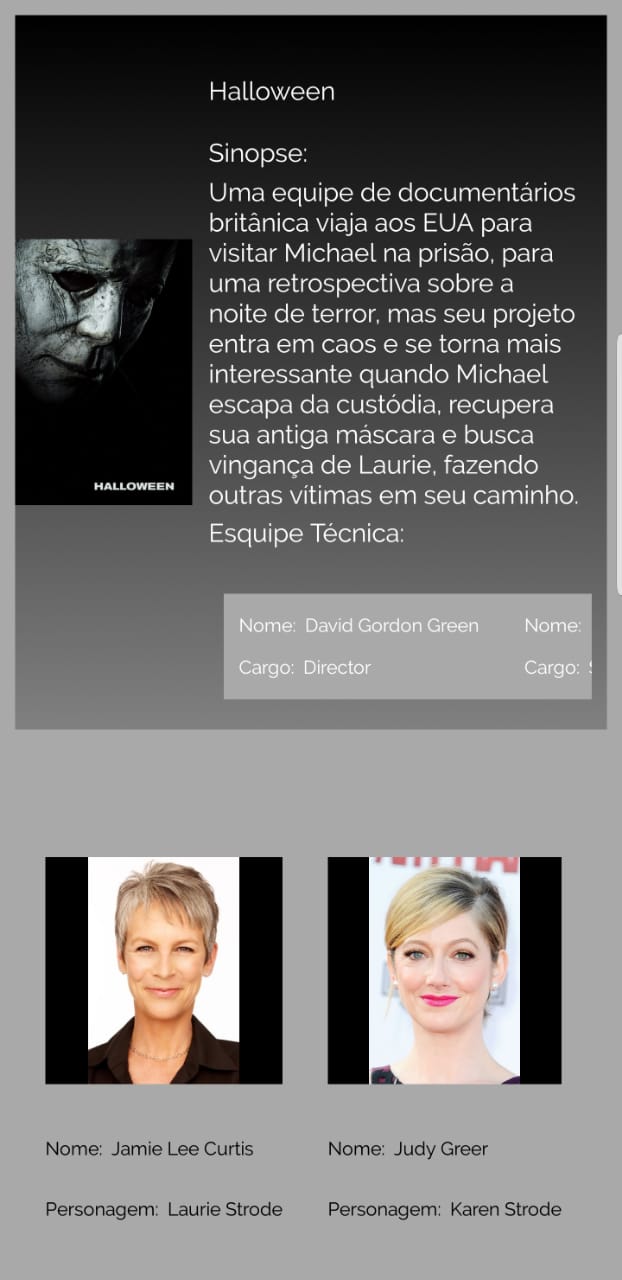 Halloween
Sinopse:
Uma equipe de documentários
britânica viaja aos EUA para
visitar Michael na prisão, para
uma retrospectiva sobre a
noite de terror, mas seu projeto
entra em caos e se torna mais
interessante quando Michael
escapa da custódia, recupera
sua antiga máscara e busca
vingança de Laurie, fazendo
outras vítimas em seu caminho.
HALLOWEEN
Esquipe Técnica:
Nome: David Gordon Green
Cargo: Director
Nome:
Cargo:
Nome: Jamie Lee Curtis
Personagem: Laurie Strode
Nome: Judy Greer
Personagem: Karen Strode